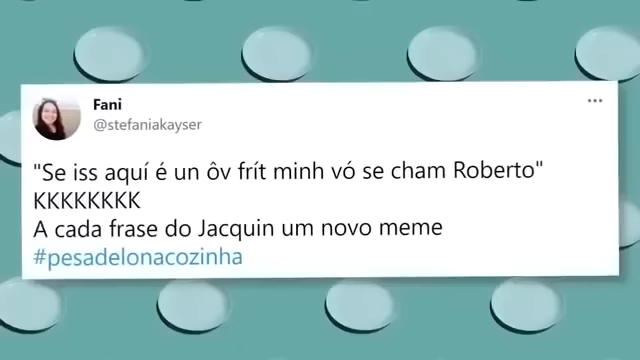 Fani
@stefaniakayser
"Se iss aquí é un ôv frít minh vó se cham Roberto"
KKKKKKKK
A cada frase do Jacquin um novo meme
#pesadelonacozinha